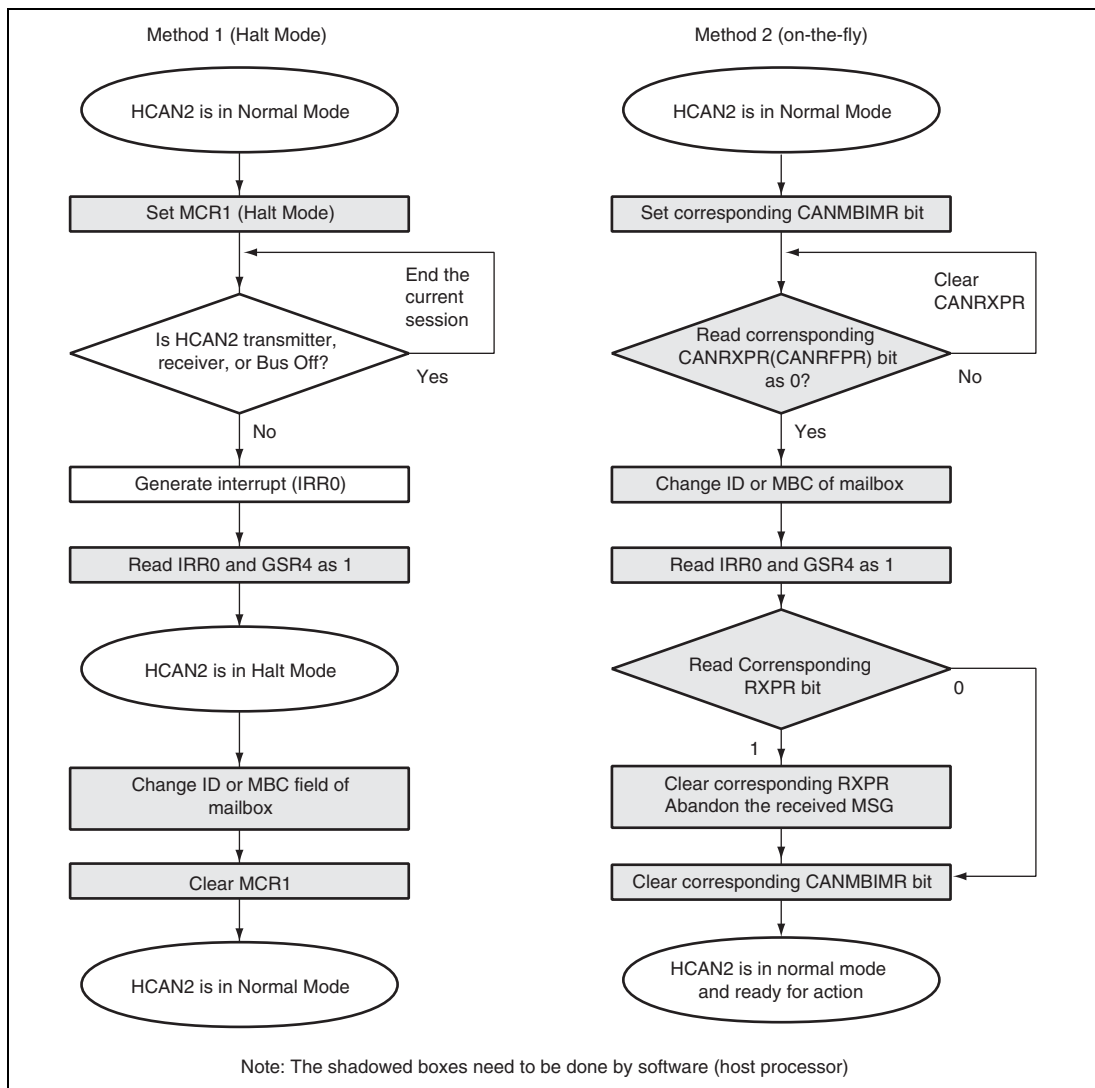 Method 1 (Halt Mode)
HCAN2 is in Normal Mode
Set MCR1 (Halt Mode)
End the
current
session
Is HCAN2 transmitter,
receiver, or Bus Off?
Yes
No
Generate interrupt (IRR0)
Read IRR0 and GSR4 as 1
HCAN2 is in Halt Mode
Change ID or MBC field of
mailbox
Clear MCR1
HCAN2 is in Normal Mode
Method 2 (on-the-fly)
HCAN2 is in Normal Mode
Set corresponding CANMBIMR bit
Clear
CANRXPR
Read corrensponding
CANRXPR(CANRFPR) bit
as 0?
No
Yes
Change ID or MBC of mailbox
Read IRR0 and GSR4 as 1
Read Corrensponding
RXPR bit
0
1
Clear corresponding RXPR
Abandon the received MSG
Clear corresponding CANMBIMR bit
HCAN2 is in normal mode
and ready for action
Note: The shadowed boxes need to be done by software (host processor)